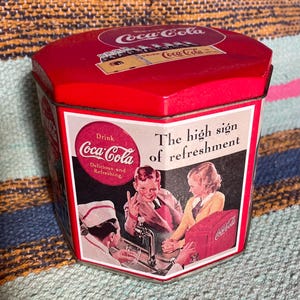 Coca-Cola
Coca-Cola
Drink
Coca-Cola
Delicious and
Refreshing
The high sign
of refreshment
Coca-Cola